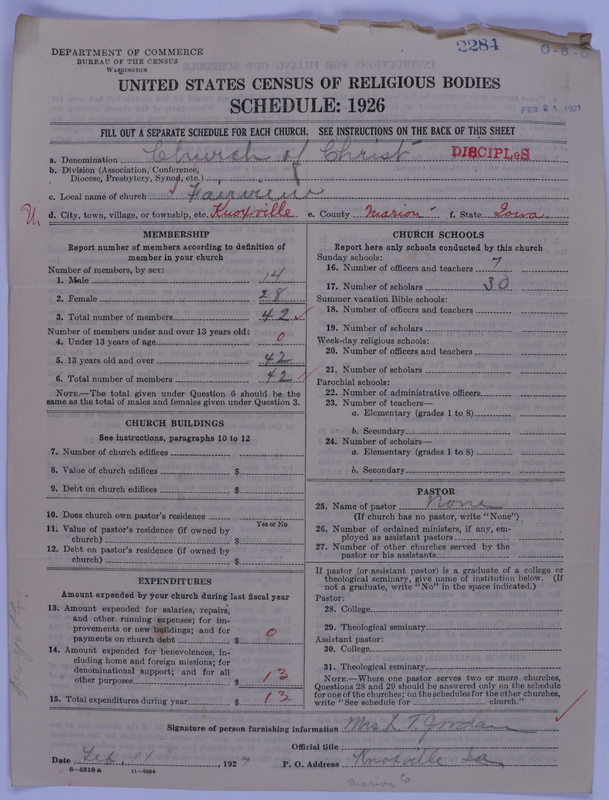 DEPARTMENT OF COMMERCE
BUREAU OF THE CENSUS
WASHINGTON
2284
0-6-0
UNITED STATES CENSUS OF RELIGIOUS BODIES
SCHEDULE: 1926
FEB 25 1927
FILL OUT A SEPARATE SCHEDULE FOR EACH CHURCH. SEE INSTRUCTIONS ON THE BACK OF THIS SHEET
a. Denomination Church of Christ DISCIPLES
b. Division (Association, Conference,
Diocese, Presbytery, Synod, etc.)
c. Local name of church Fairview
d. City, town, village, or township, etc. Knoxville e. County Marion f. State Iowa
MEMBERSHIP
Report number of members according to definition of
member in your church
Number of members, by sex:
1. Male 14
2. Female 28
3. Total number of members 42
Number of members under and over 13 years old:
4. Under 13 years of age 0
5. 13 years old and over 42
6. Total number of members 42
NOTE.—The total given under Question 6 should be
same as the total of males and females given under Question 3.
CHURCH BUILDINGS
See instructions, paragraphs 10 to 12
7. Number of church edifices
8. Value of church edifices $
9. Debt on church edifices $
10. Does church own pastor's residence
Yes or No
11. Value of pastor's residence (if owned by
church) $
12. Debt on pastor's residence (if owned by
church) $
EXPENDITURES
Amount expended by your church during last fiscal year
13. Amount expended for salaries, repairs,
and other running expenses; for im-
provements or new buildings; and for
payments on church debt $ 0
14. Amount expended for benevolences, in-
cluding home and foreign missions; for
denominational support; and for all
other purposes $ 13
15. Total expenditures during year $ 13
CHURCH SCHOOLS
Report here only schools conducted by this church
Sunday schools:
16. Number of officers and teachers 7
17. Number of scholars 30
Summer vacation Bible schools:
18. Number of officers and teachers
19. Number of scholars
Week-day religious schools:
20. Number of officers and teachers
21. Number of scholars
Parochial schools:
22. Number of administrative officers
23. Number of teachers—
a. Elementary (grades 1 to 8)
b. Secondary
24. Number of scholars—
a. Elementary (grades 1 to 8)
b. Secondary
PASTOR
25. Name of pastor None
(If church has no pastor, write "None")
26. Number of ordained ministers, if any, em-
ployed as assistant pastors
27. Number of other churches served by the
pastor or his assistants
If pastor (or assistant pastor) is a graduate of a college or
theological seminary, give name of institution below. (If
not a graduate, write "No" in the space indicated.)
Pastor:
28. College
29. Theological seminary
Assistant pastor:
30. College
31. Theological seminary
NOTE.—Where one pastor serves two or more churches,
Questions 28 and 29 should be answered only on the schedule
for one of the churches; on the schedules for the other churches,
write "See schedule for church."
Signature of person furnishing information Mrs L. T. Jordan
Official title
Date Feb. 11, 1927 P. O. Address Knoxville Ia
8-5518a 11-9054
Marion Co.